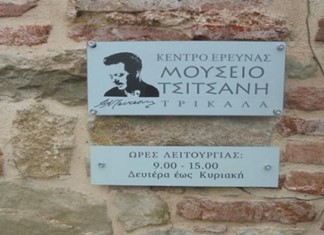 ΚΕΝΤΡΟ ΕΡΕΥΝΑΣ
ΜΟΥΣΕΙΟ
ΤΣΙΤΣΑΝΗ
ΤΡΙΚΑΛΑ
ΩΡΕΣ ΛΕΙΤΟΥΡΓΙΑΣ:
9.00 - 15.00
Δευτέρα έως Κυριακή